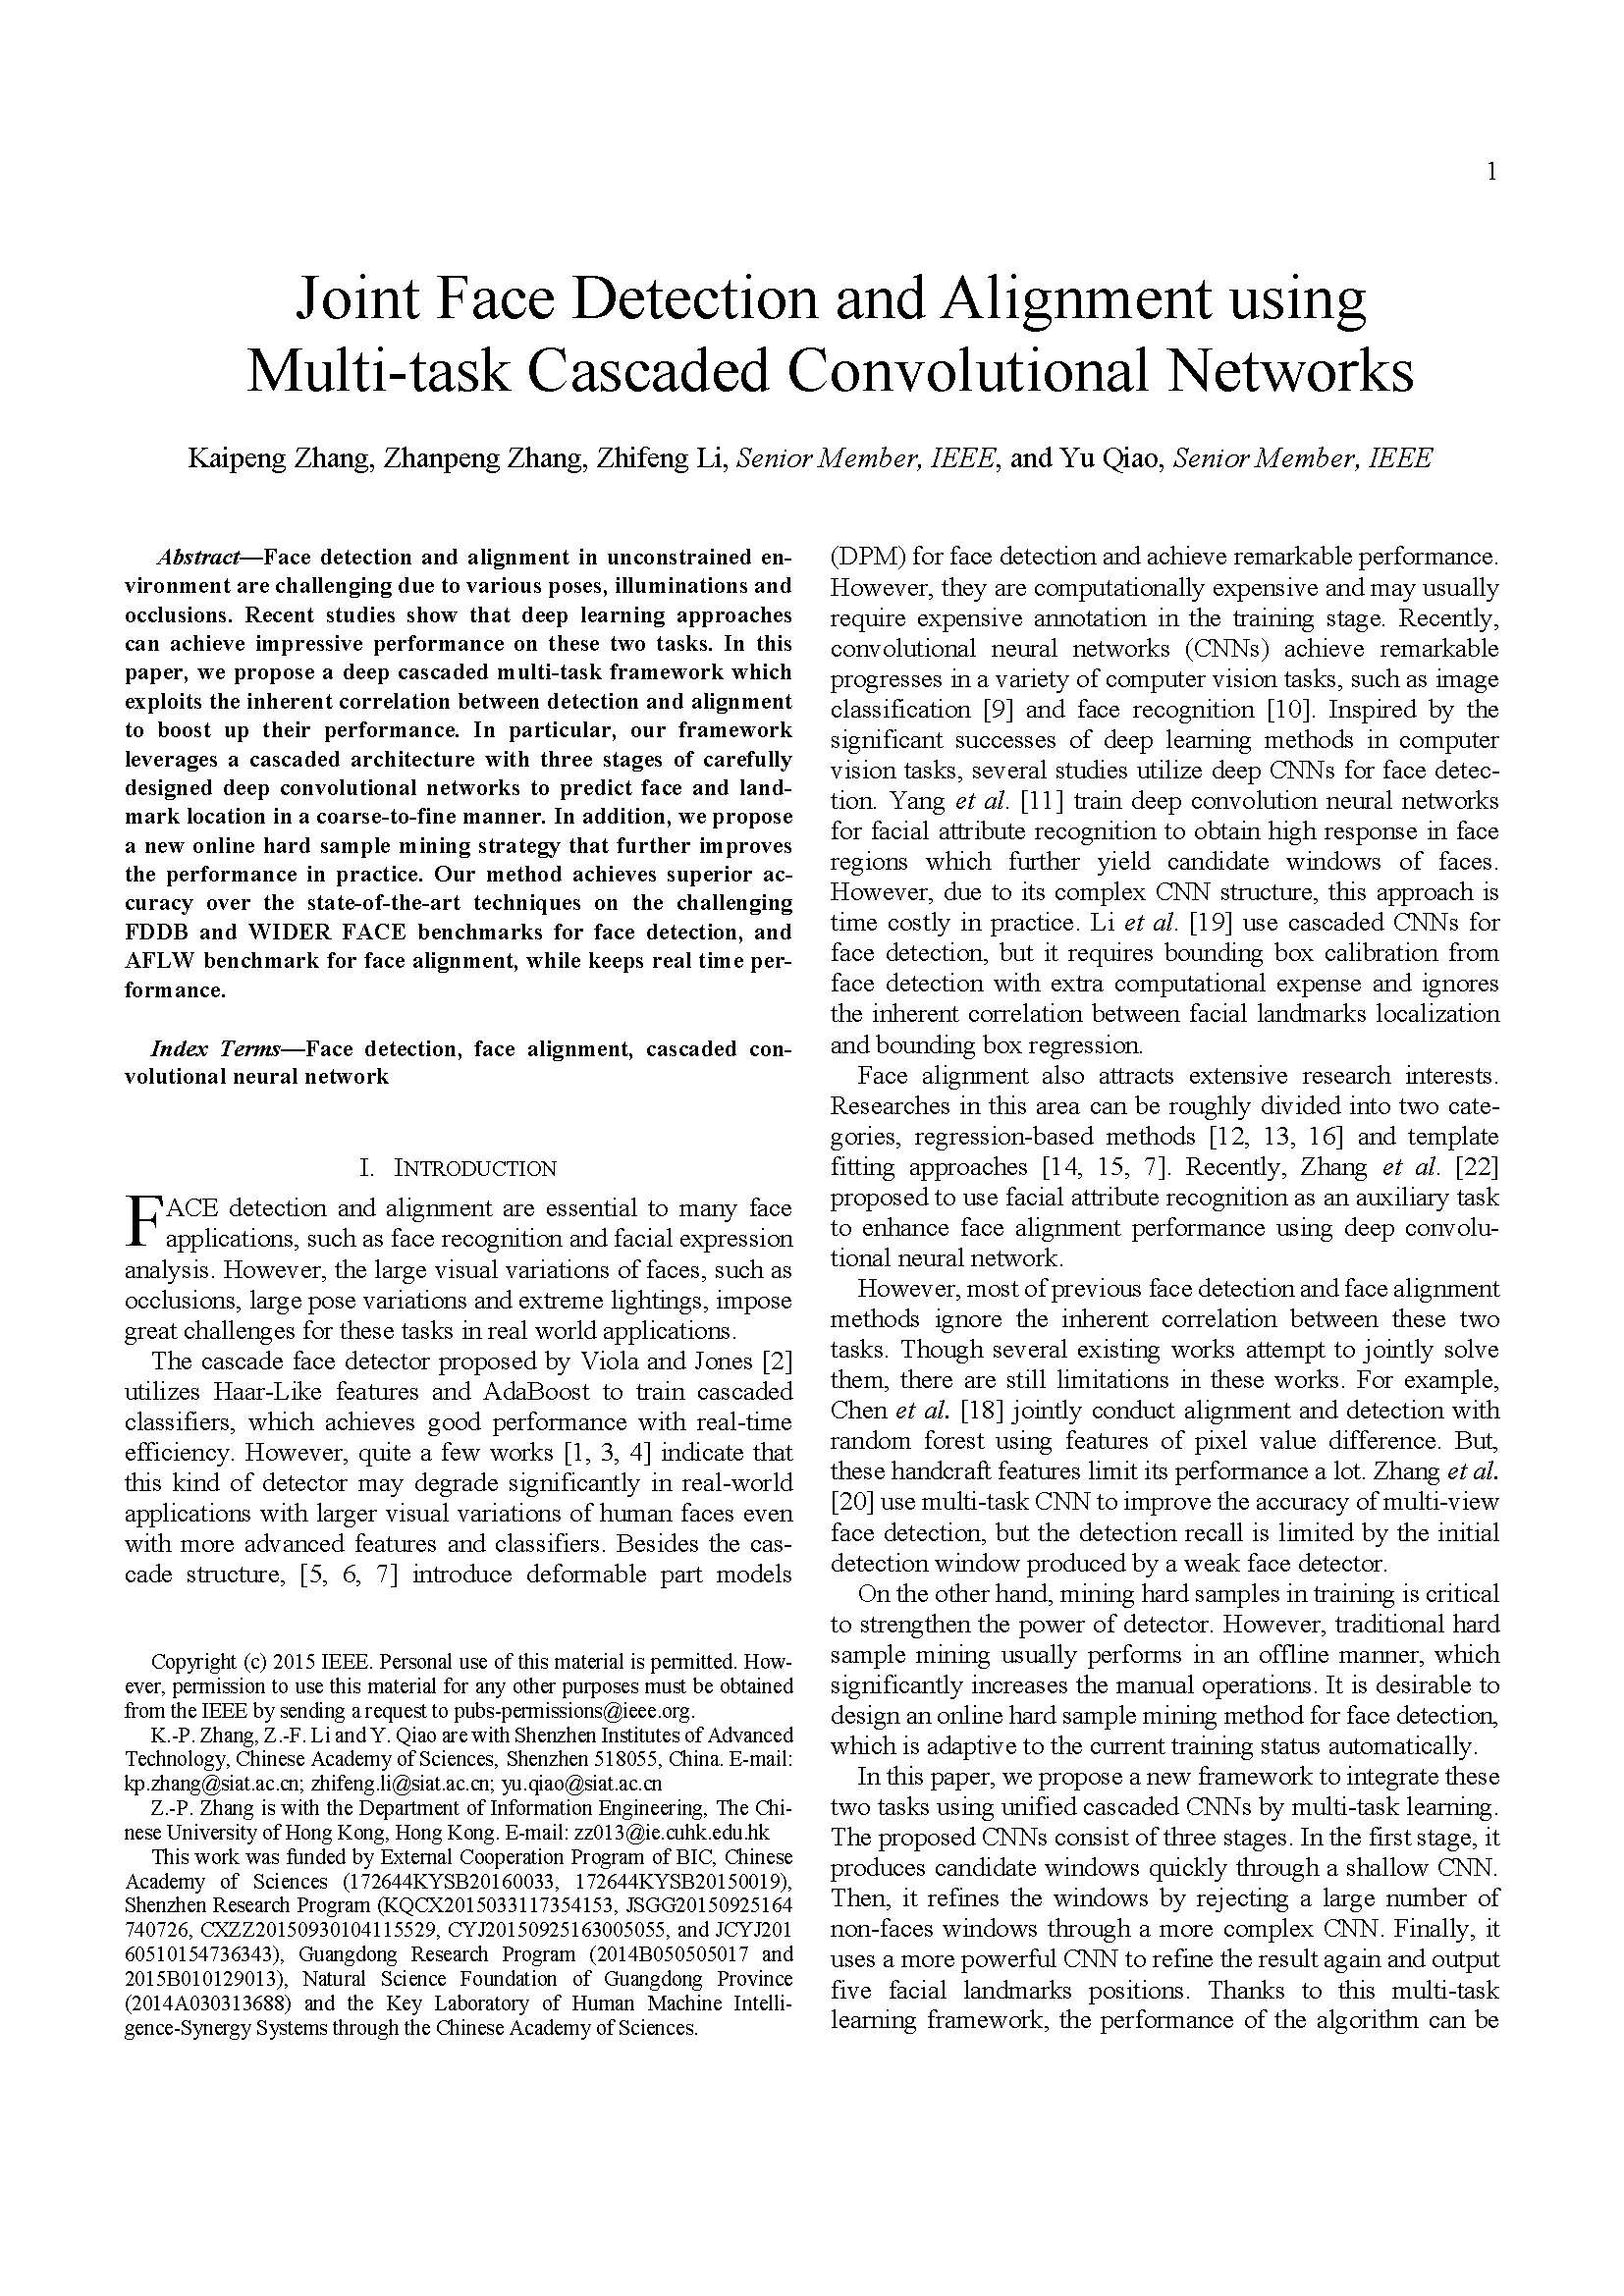 1
Joint Face Detection and Alignment using
Multi-task Cascaded Convolutional Networks
Kaipeng Zhang, Zhanpeng Zhang, Zhifeng Li, Senior Member, IEEE, and Yu Qiao, Senior Member, IEEE
Abstract—Face detection and alignment in unconstrained en-
vironment are challenging due to various poses, illuminations and
occlusions. Recent studies show that deep learning approaches
can achieve impressive performance on these two tasks. In this
paper, we propose a deep cascaded multi-task framework which
exploits the inherent correlation between detection and alignment
to boost up their performance. In particular, our framework
leverages a cascaded architecture with three stages of carefully
designed deep convolutional networks to predict face and land-
mark location in a coarse-to-fine manner. In addition, we propose
a new online hard sample mining strategy that further improves
the performance in practice. Our method achieves superior ac-
curacy over the state-of-the-art techniques on the challenging
FDDB and WIDER FACE benchmarks for face detection, and
AFLW benchmark for face alignment, while keeps real time per-
formance.
Index Terms—Face detection, face alignment, cascaded con-
volutional neural network
I. INTRODUCTION
FACE detection and alignment are essential to many face
applications, such as face recognition and facial expression
analysis. However, the large visual variations of faces, such as
occlusions, large pose variations and extreme lightings, impose
great challenges for these tasks in real world applications.
The cascade face detector proposed by Viola and Jones [2]
utilizes Haar-Like features and AdaBoost to train cascaded
classifiers, which achieves good performance with real-time
efficiency. However, quite a few works [1, 3, 4] indicate that
this kind of detector may degrade significantly in real-world
applications with larger visual variations of human faces even
with more advanced features and classifiers. Besides the cas-
cade structure, [5, 6, 7] introduce deformable part models
Copyright (c) 2015 IEEE. Personal use of this material is permitted. How-
ever, permission to use this material for any other purposes must be obtained
from the IEEE by sending a request to pubs-permissions@ieee.org.
K.-P. Zhang, Z.-F. Li and Y. Qiao are with Shenzhen Institutes of Advanced
Technology, Chinese Academy of Sciences, Shenzhen 518055, China. E-mail:
kp.zhang@siat.ac.cn; zhifeng.li@siat.ac.cn; yu.qiao@siat.ac.cn
Z.-P. Zhang is with the Department of Information Engineering, The Chi-
nese University of Hong Kong, Hong Kong. E-mail: zz013@ie.cuhk.edu.hk
This work was funded by External Cooperation Program of BIC, Chinese
Academy of Sciences (172644KYSB20160033, 172644KYSB20150019),
Shenzhen Research Program (KQCX2015033117354153, JSGG20150925164
740726, CXZZ20150930104115529, CYJ20150925163005055, and JCYJ201
60510154736343), Guangdong Research Program (2014B050505017 and
2015B010129013), Natural Science Foundation of Guangdong Province
(2014A030313688) and the Key Laboratory of Human Machine Intelli-
gence-Synergy Systems through the Chinese Academy of Sciences.
(DPM) for face detection and achieve remarkable performance.
However, they are computationally expensive and may usually
require expensive annotation in the training stage. Recently,
convolutional neural networks (CNNs) achieve remarkable
progresses in a variety of computer vision tasks, such as image
classification [9] and face recognition [10]. Inspired by the
significant successes of deep learning methods in computer
vision tasks, several studies utilize deep CNNs for face detec-
tion. Yang et al. [11] train deep convolution neural networks
for facial attribute recognition to obtain high response in face
regions which further yield candidate windows of faces.
However, due to its complex CNN structure, this approach is
time costly in practice. Li et al. [19] use cascaded CNNs for
face detection, but it requires bounding box calibration from
face detection with extra computational expense and ignores
the inherent correlation between facial landmarks localization
and bounding box regression.
Face alignment also attracts extensive research interests.
Researches in this area can be roughly divided into two cate-
gories, regression-based methods [12, 13, 16] and template
fitting approaches [14, 15, 7]. Recently, Zhang et al. [22]
proposed to use facial attribute recognition as an auxiliary task
to enhance face alignment performance using deep convolu-
tional neural network.
However, most of previous face detection and face alignment
methods ignore the inherent correlation between these two
tasks. Though several existing works attempt to jointly solve
them, there are still limitations in these works. For example,
Chen et al. [18] jointly conduct alignment and detection with
random forest using features of pixel value difference. But,
these handcraft features limit its performance a lot. Zhang et al.
[20] use multi-task CNN to improve the accuracy of multi-view
face detection, but the detection recall is limited by the initial
detection window produced by a weak face detector.
On the other hand, mining hard samples in training is critical
to strengthen the power of detector. However, traditional hard
sample mining usually performs in an offline manner, which
significantly increases the manual operations. It is desirable to
design an online hard sample mining method for face detection,
which is adaptive to the current training status automatically.
In this paper, we propose a new framework to integrate these
two tasks using unified cascaded CNNs by multi-task learning.
The proposed CNNs consist of three stages. In the first stage, it
produces candidate windows quickly through a shallow CNN.
Then, it refines the windows by rejecting a large number of
non-faces windows through a more complex CNN. Finally, it
uses a more powerful CNN to refine the result again and output
five facial landmarks positions. Thanks to this multi-task
learning framework, the performance of the algorithm can be